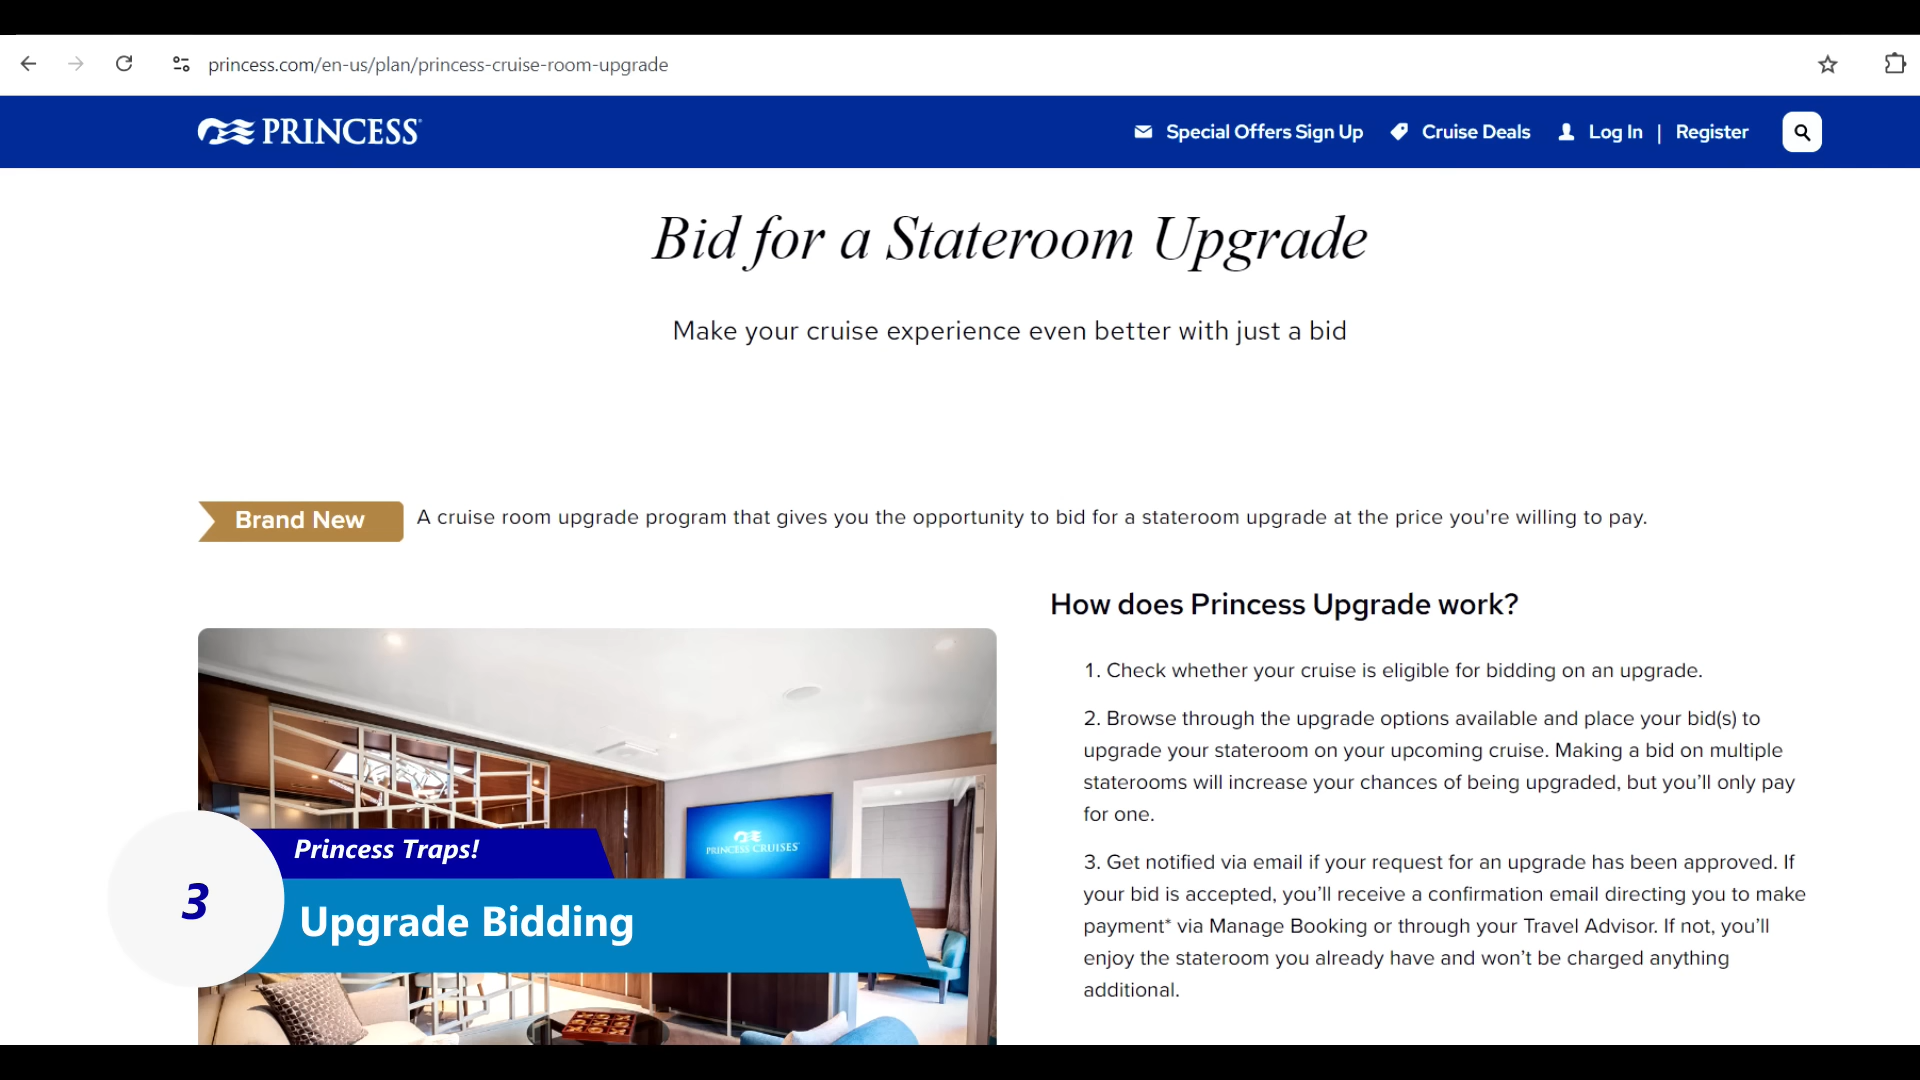 princess.com/en-us/plan/princess-cruise-room-upgrade
PRINCESS
Special Offers Sign Up
Cruise Deals
Log In | Register
Bid for a Stateroom Upgrade
Make your cruise experience even better with just a bid
Brand New
A cruise room upgrade program that gives you the opportunity to bid for a stateroom upgrade at the price you're willing to pay.
How does Princess Upgrade work?
1. Check whether your cruise is eligible for bidding on an upgrade.
2. Browse through the upgrade options available and place your bid(s) to
upgrade your stateroom on your upcoming cruise. Making a bid on multiple
staterooms will increase your chances of being upgraded, but you'll only pay
for one.
3. Get notified via email if your request for an upgrade has been approved. If
your bid is accepted, you'll receive a confirmation email directing you to make
payment* via Manage Booking or through your Travel Advisor. If not, you'll
enjoy the stateroom you already have and won't be charged anything
additional.
PRINCESS CRUISES
Princess Traps!
3
Upgrade Bidding